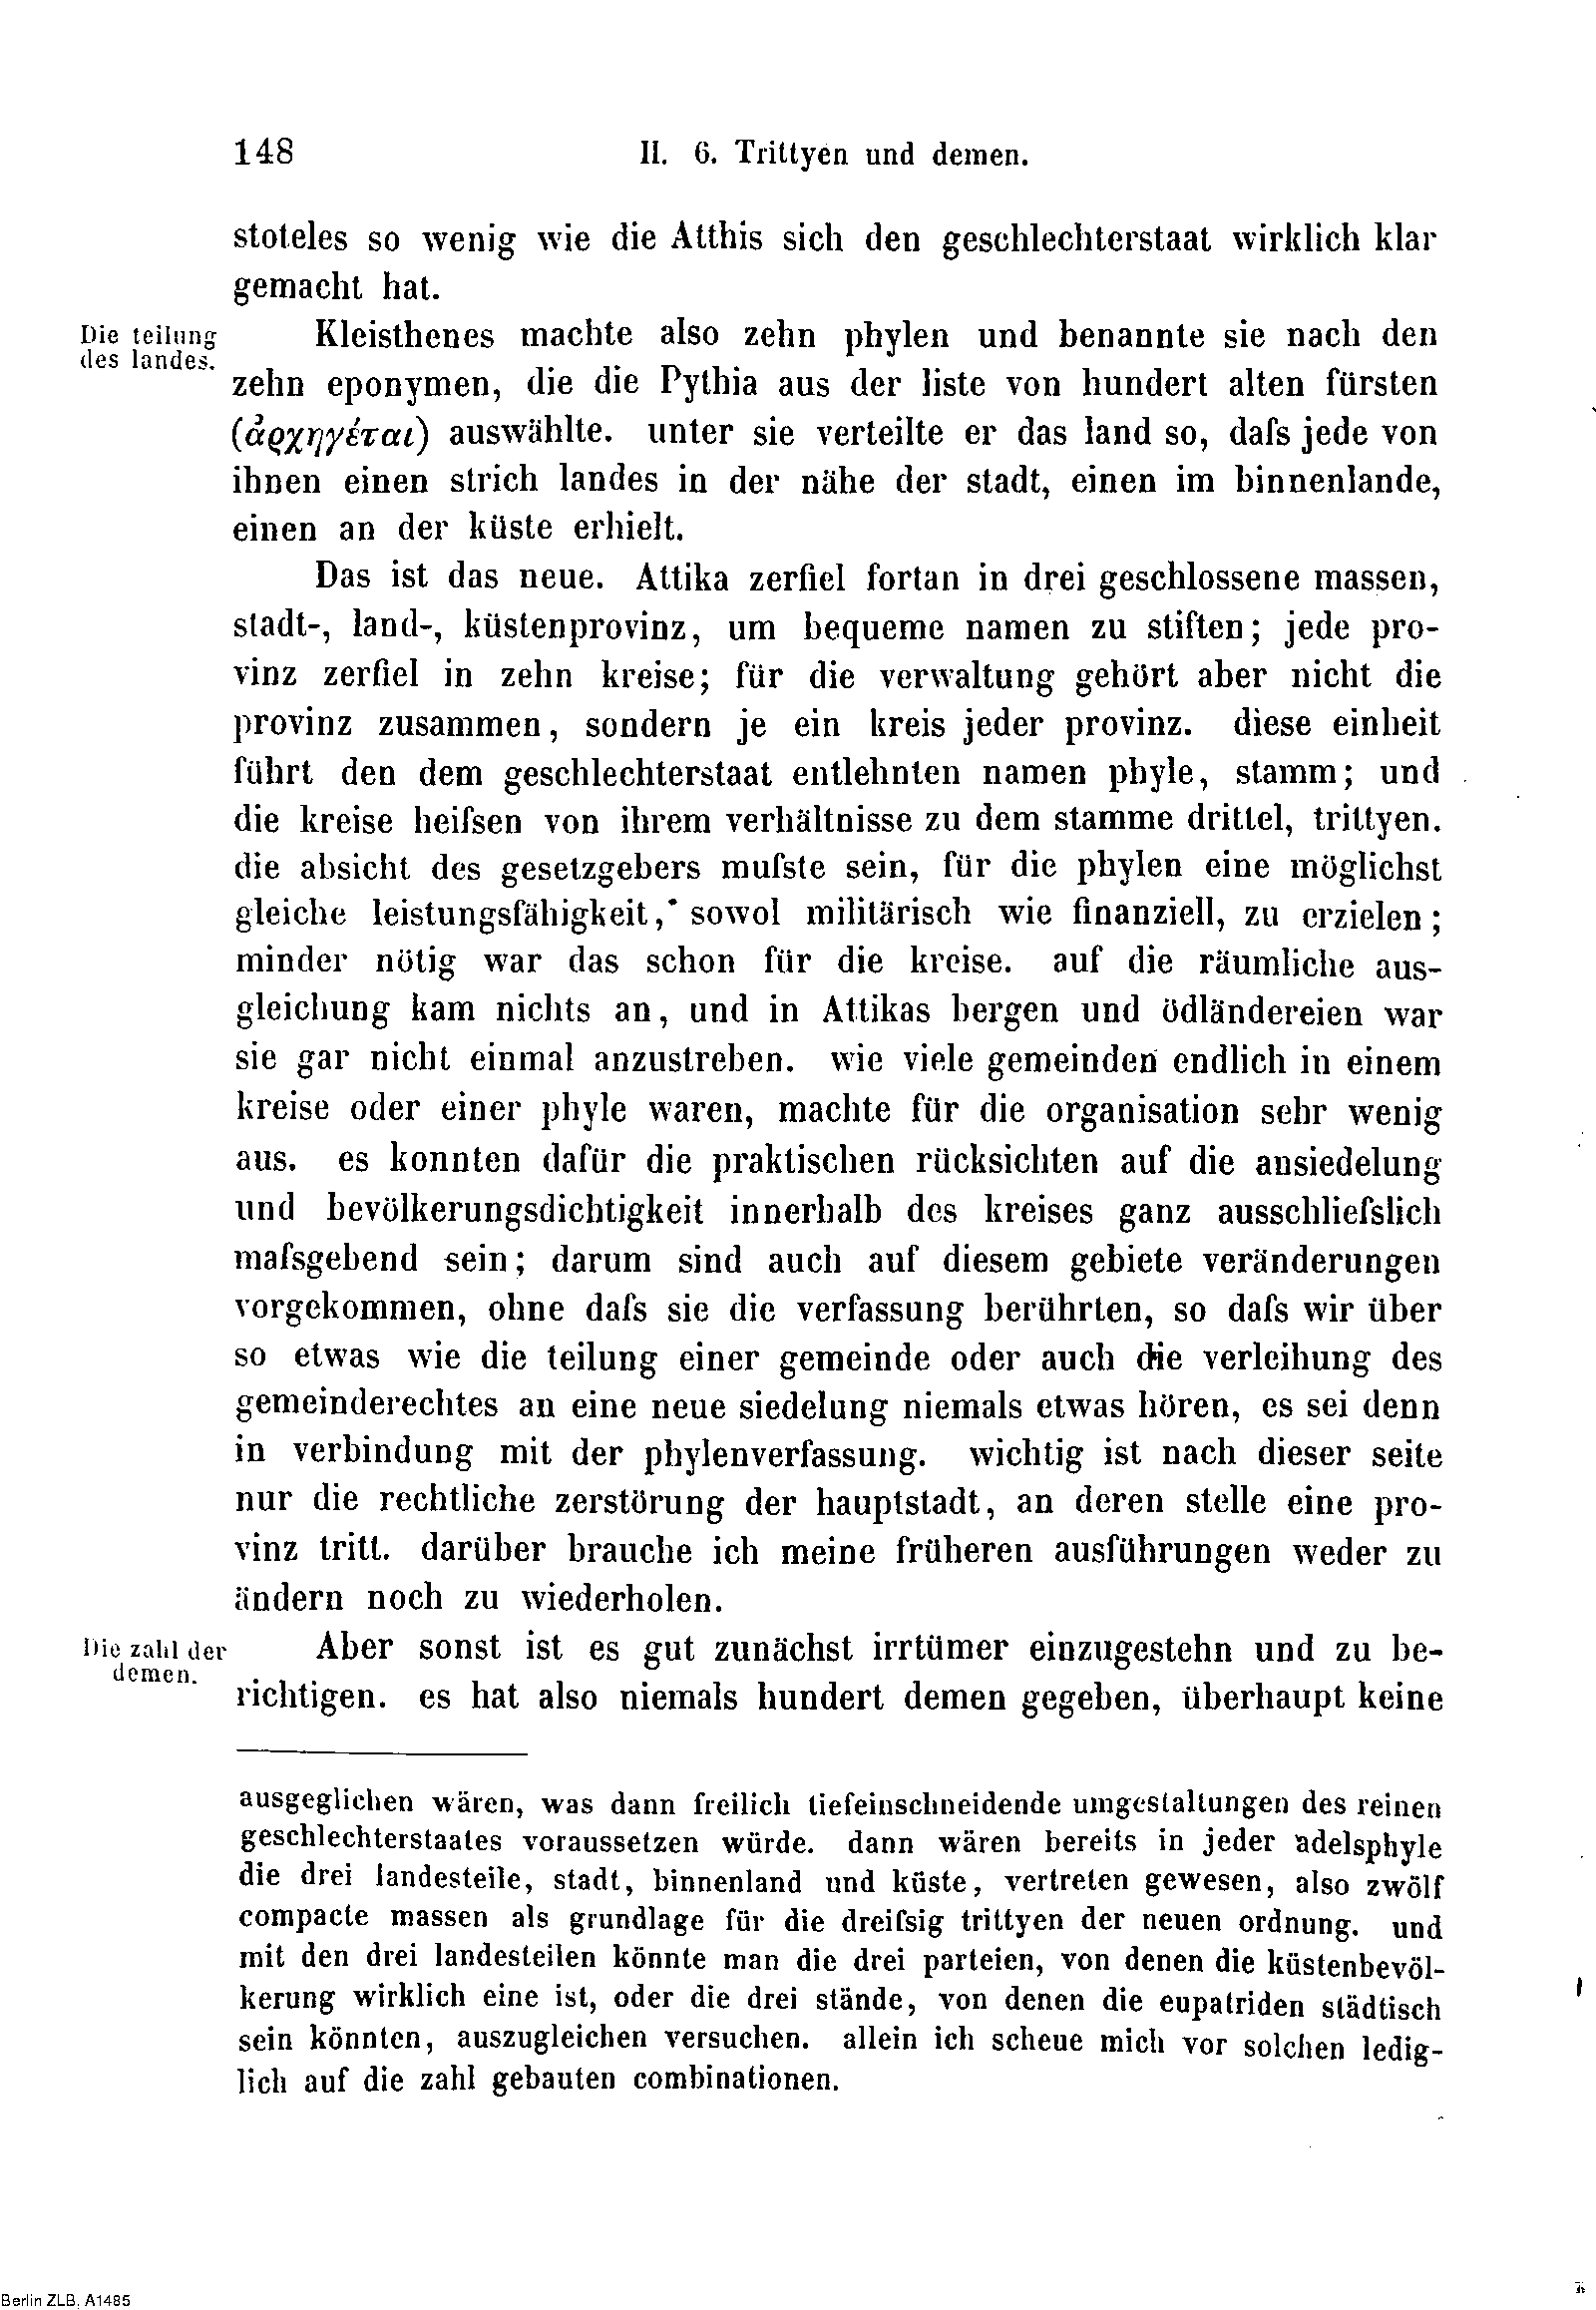 148
II. 6. Trittyen und demen.
stoteles so wenig wie die Atthis sich den geschlechterstaat wirklich klar
gemacht hat.
Die teilung
des landes.
Kleisthenes machte also zehn phylen und benannte sie nach den
zehn eponymen, die die Pythia aus der liste von hundert alten fürsten
(ἀρχηγέται) auswählte. unter sie verteilte er das land so, daſs jede von
ihnen einen strich landes in der nähe der stadt, einen im binnenlande,
einen an der küste erhielt.
Das ist das neue. Attika zerfiel fortan in drei geschlossene massen,
stadt-, land-, küstenprovinz, um bequeme namen zu stiften; jede pro-
vinz zerfiel in zehn kreise; für die verwaltung gehört aber nicht die
provinz zusammen, sondern je ein kreis jeder provinz. diese einheit
führt den dem geschlechterstaat entlehnten namen phyle, stamm; und
die kreise heiſsen von ihrem verhältnisse zu dem stamme drittel, trittyen.
die absicht des gesetzgebers muſste sein, für die phylen eine möglichst
gleiche leistungsfähigkeit, sowol militärisch wie finanziell, zu erzielen;
minder nötig war das schon für die kreise. auf die räumliche aus-
gleichung kam nichts an, und in Attikas bergen und ödländereien war
sie gar nicht einmal anzustreben. wie viele gemeinden endlich in einem
kreise oder einer phyle waren, machte für die organisation sehr wenig
aus. es konnten dafür die praktischen rücksichten auf die ansiedelung
und bevölkerungsdichtigkeit innerhalb des kreises ganz ausschlieſslich
maſsgebend sein; darum sind auch auf diesem gebiete veränderungen
vorgekommen, ohne daſs sie die verfassung berührten, so daſs wir über
so etwas wie die teilung einer gemeinde oder auch die verleihung des
gemeinderechtes an eine neue siedelung niemals etwas hören, es sei denn
in verbindung mit der phylenverfassung. wichtig ist nach dieser seite
nur die rechtliche zerstörung der hauptstadt, an deren stelle eine pro-
vinz tritt. darüber brauche ich meine früheren ausführungen weder zu
ändern noch zu wiederholen.
Die zahl der
demen.
Aber sonst ist es gut zunächst irrtümer einzugestehn und zu be-
richtigen. es hat also niemals hundert demen gegeben, überhaupt keine
ausgeglichen wären, was dann freilich tiefeinschneidende umgestaltungen des reinen
geschlechterstaates voraussetzen würde. dann wären bereits in jeder adelsphyle
die drei landesteile, stadt, binnenland und küste, vertreten gewesen, also zwölf
compacte massen als grundlage für die dreiſsig trittyen der neuen ordnung. und
mit den drei landesteilen könnte man die drei parteien, von denen die küstenbevöl-
kerung wirklich eine ist, oder die drei stände, von denen die eupatriden städtisch
sein könnten, auszugleichen versuchen. allein ich scheue mich vor solchen ledig-
lich auf die zahl gebauten combinationen.
Berlin ZLB, A1485